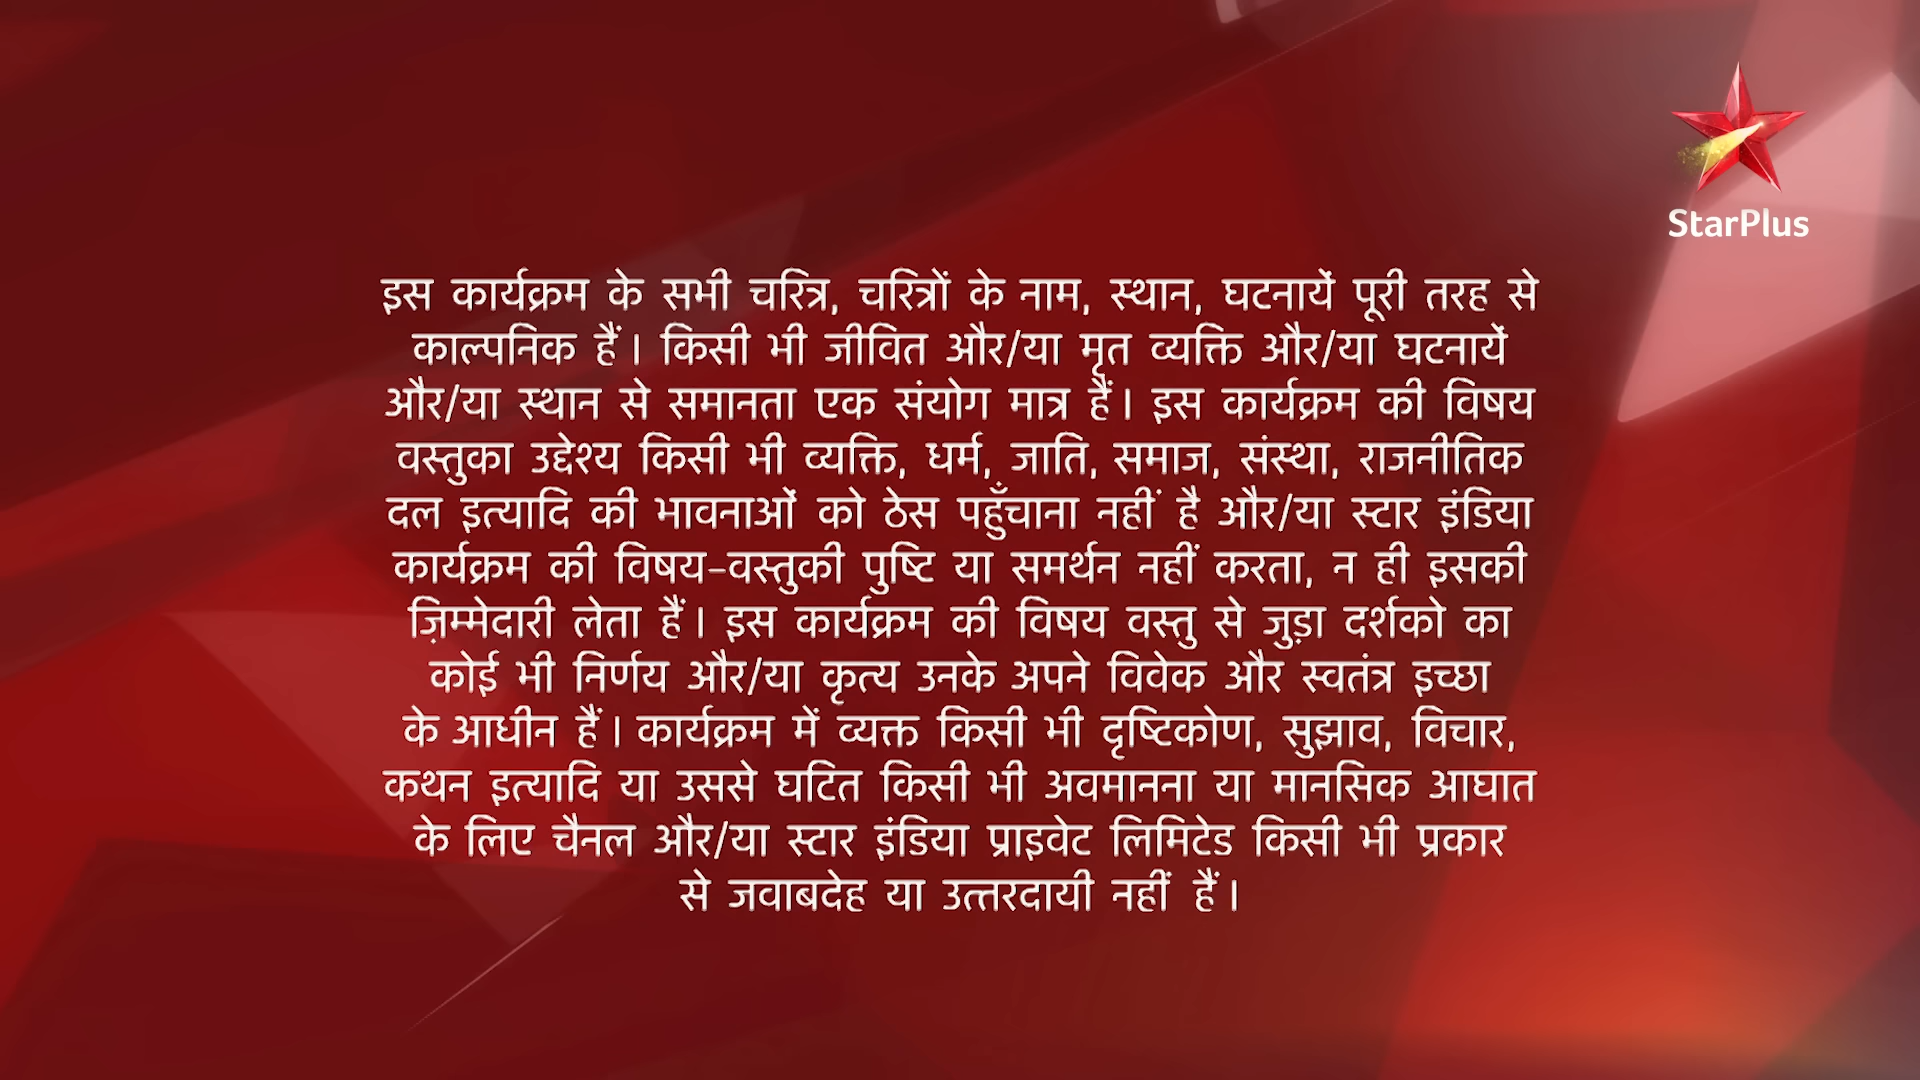 StarPlus
इस कार्यक्रम के सभी चरित्र, चरित्रों के नाम, स्थान, घटनायें पूरी तरह से
काल्पनिक हैं। किसी भी जीवित और/या मृत व्यक्ति और/या घटनायें
और/या स्थान से समानता एक संयोग मात्र हैं। इस कार्यक्रम की विषय
वस्तुका उद्देश्य किसी भी व्यक्ति, धर्म, जाति, समाज, संस्था, राजनीतिक
दल इत्यादि की भावनाओं को ठेस पहुँचाना नहीं है और/या स्टार इंडिया
कार्यक्रम की विषय-वस्तुकी पुष्टि या समर्थन नहीं करता, न ही इसकी
ज़िम्मेदारी लेता हैं। इस कार्यक्रम की विषय वस्तु से जुड़ा दर्शको का
कोई भी निर्णय और/या कृत्य उनके अपने विवेक और स्वतंत्र इच्छा
के आधीन हैं। कार्यक्रम में व्यक्त किसी भी दृष्टिकोण, सुझाव, विचार,
कथन इत्यादि या उससे घटित किसी भी अवमानना या मानसिक आघात
के लिए चैनल और/या स्टार इंडिया प्राइवेट लिमिटेड किसी भी प्रकार
से जवाबदेह या उत्तरदायी नहीं हैं।